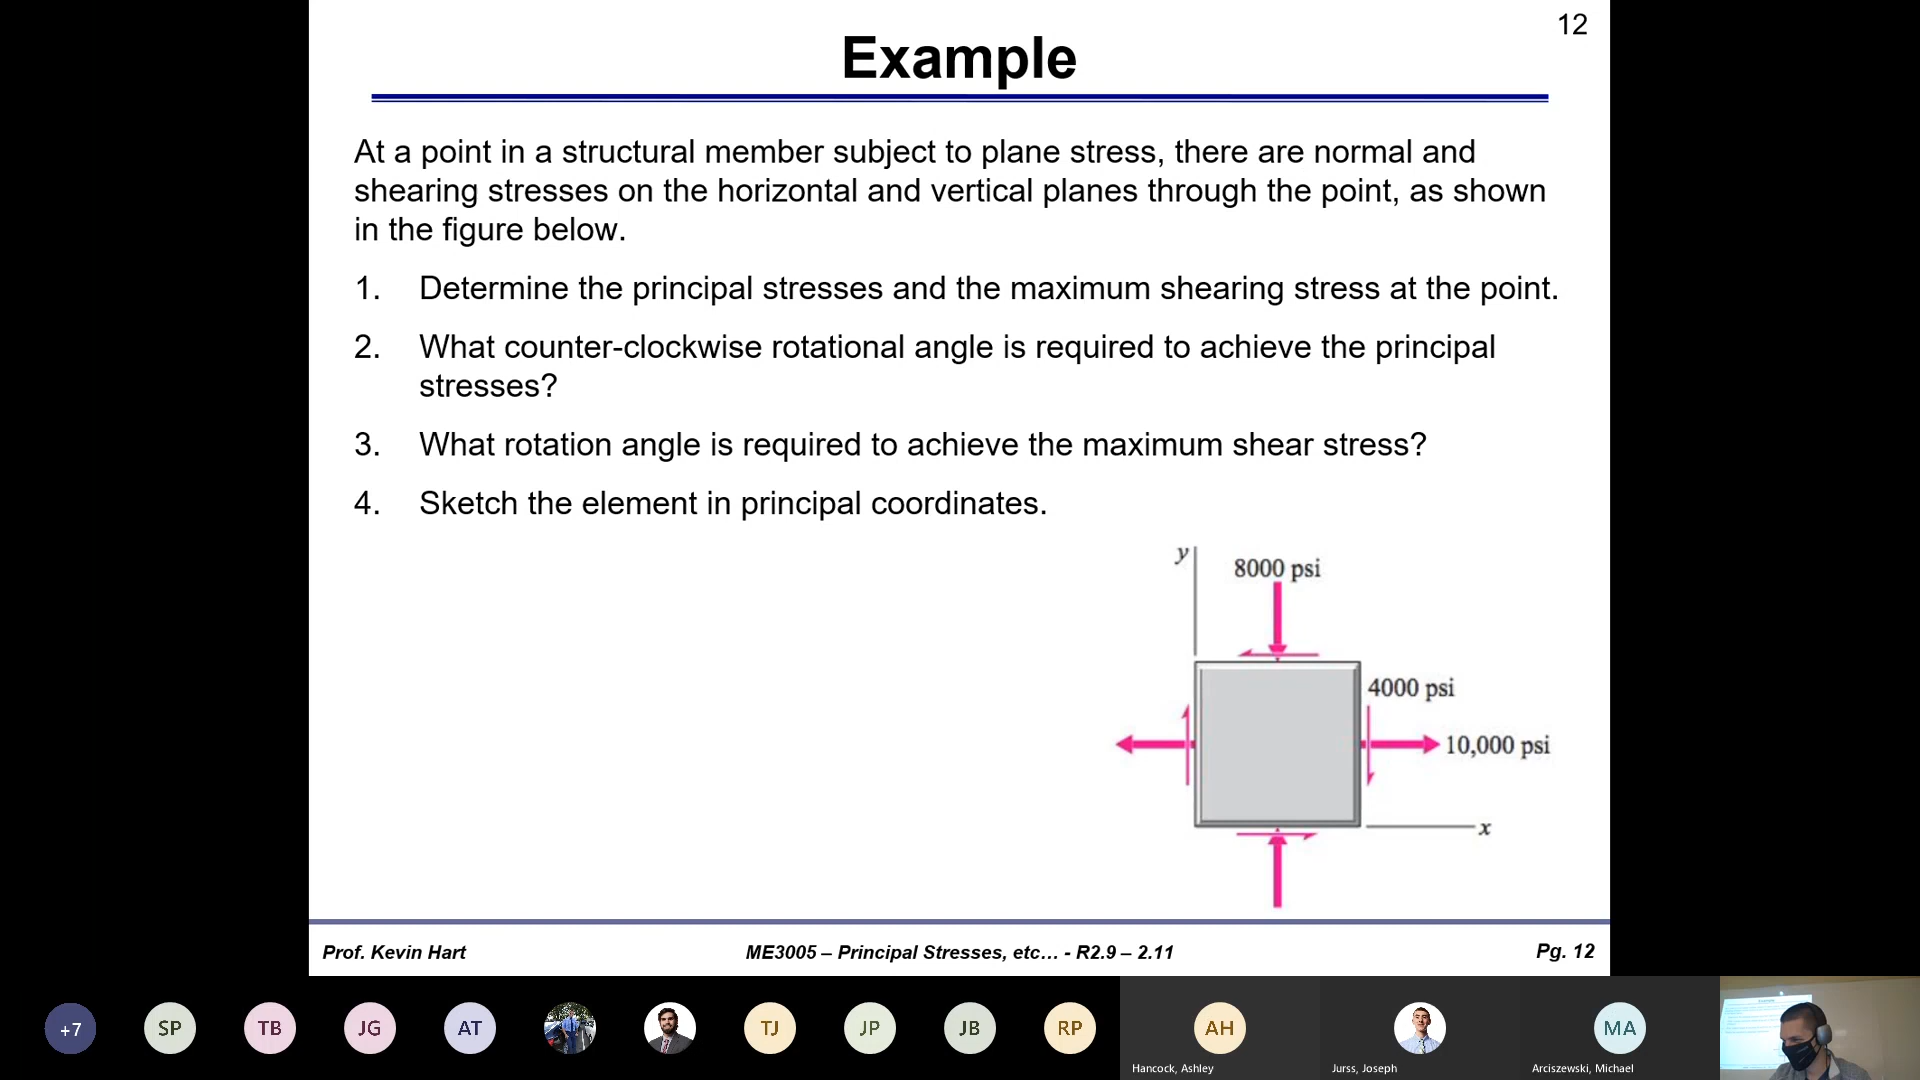 12
Example
At a point in a structural member subject to plane stress, there are normal and
shearing stresses on the horizontal and vertical planes through the point, as shown
in the figure below.
1. Determine the principal stresses and the maximum shearing stress at the point.
2. What counter-clockwise rotational angle is required to achieve the principal
stresses?
3. What rotation angle is required to achieve the maximum shear stress?
4. Sketch the element in principal coordinates.
y
8000 psi
4000 psi
10,000 psi
x
Prof. Kevin Hart
ME3005 – Principal Stresses, etc… - R2.9 – 2.11
Pg. 12
+7
SP
TB
JG
AT
TJ
JP
JB
RP
AH
MA
Hancock, Ashley
Jurss, Joseph
Arciszewski, Michael